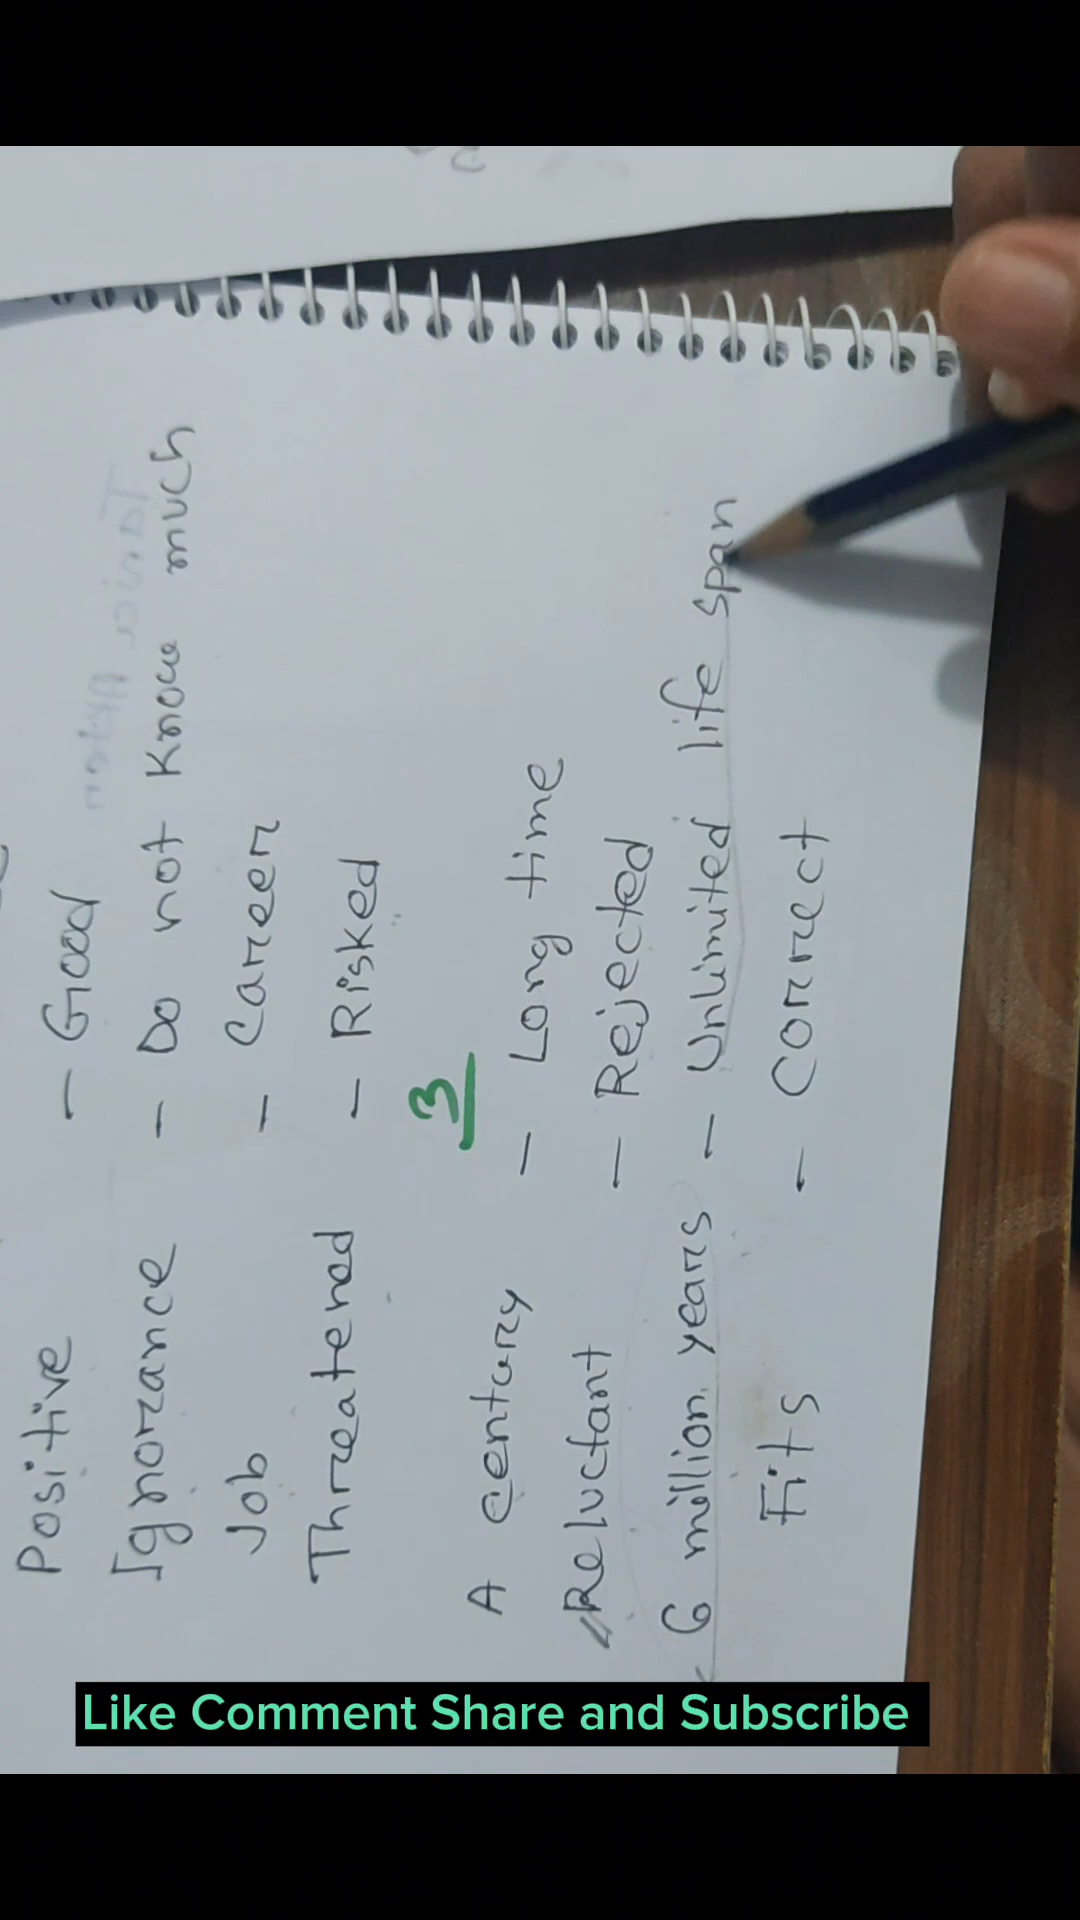 Positive - Good
Ignorance - Do not know much
Job - Career
Threatened - Risked
3
A century - Long time
Reluctant - Rejected
6 million years - Unlimited life span
Fits - Correct
Like Comment Share and Subscribe